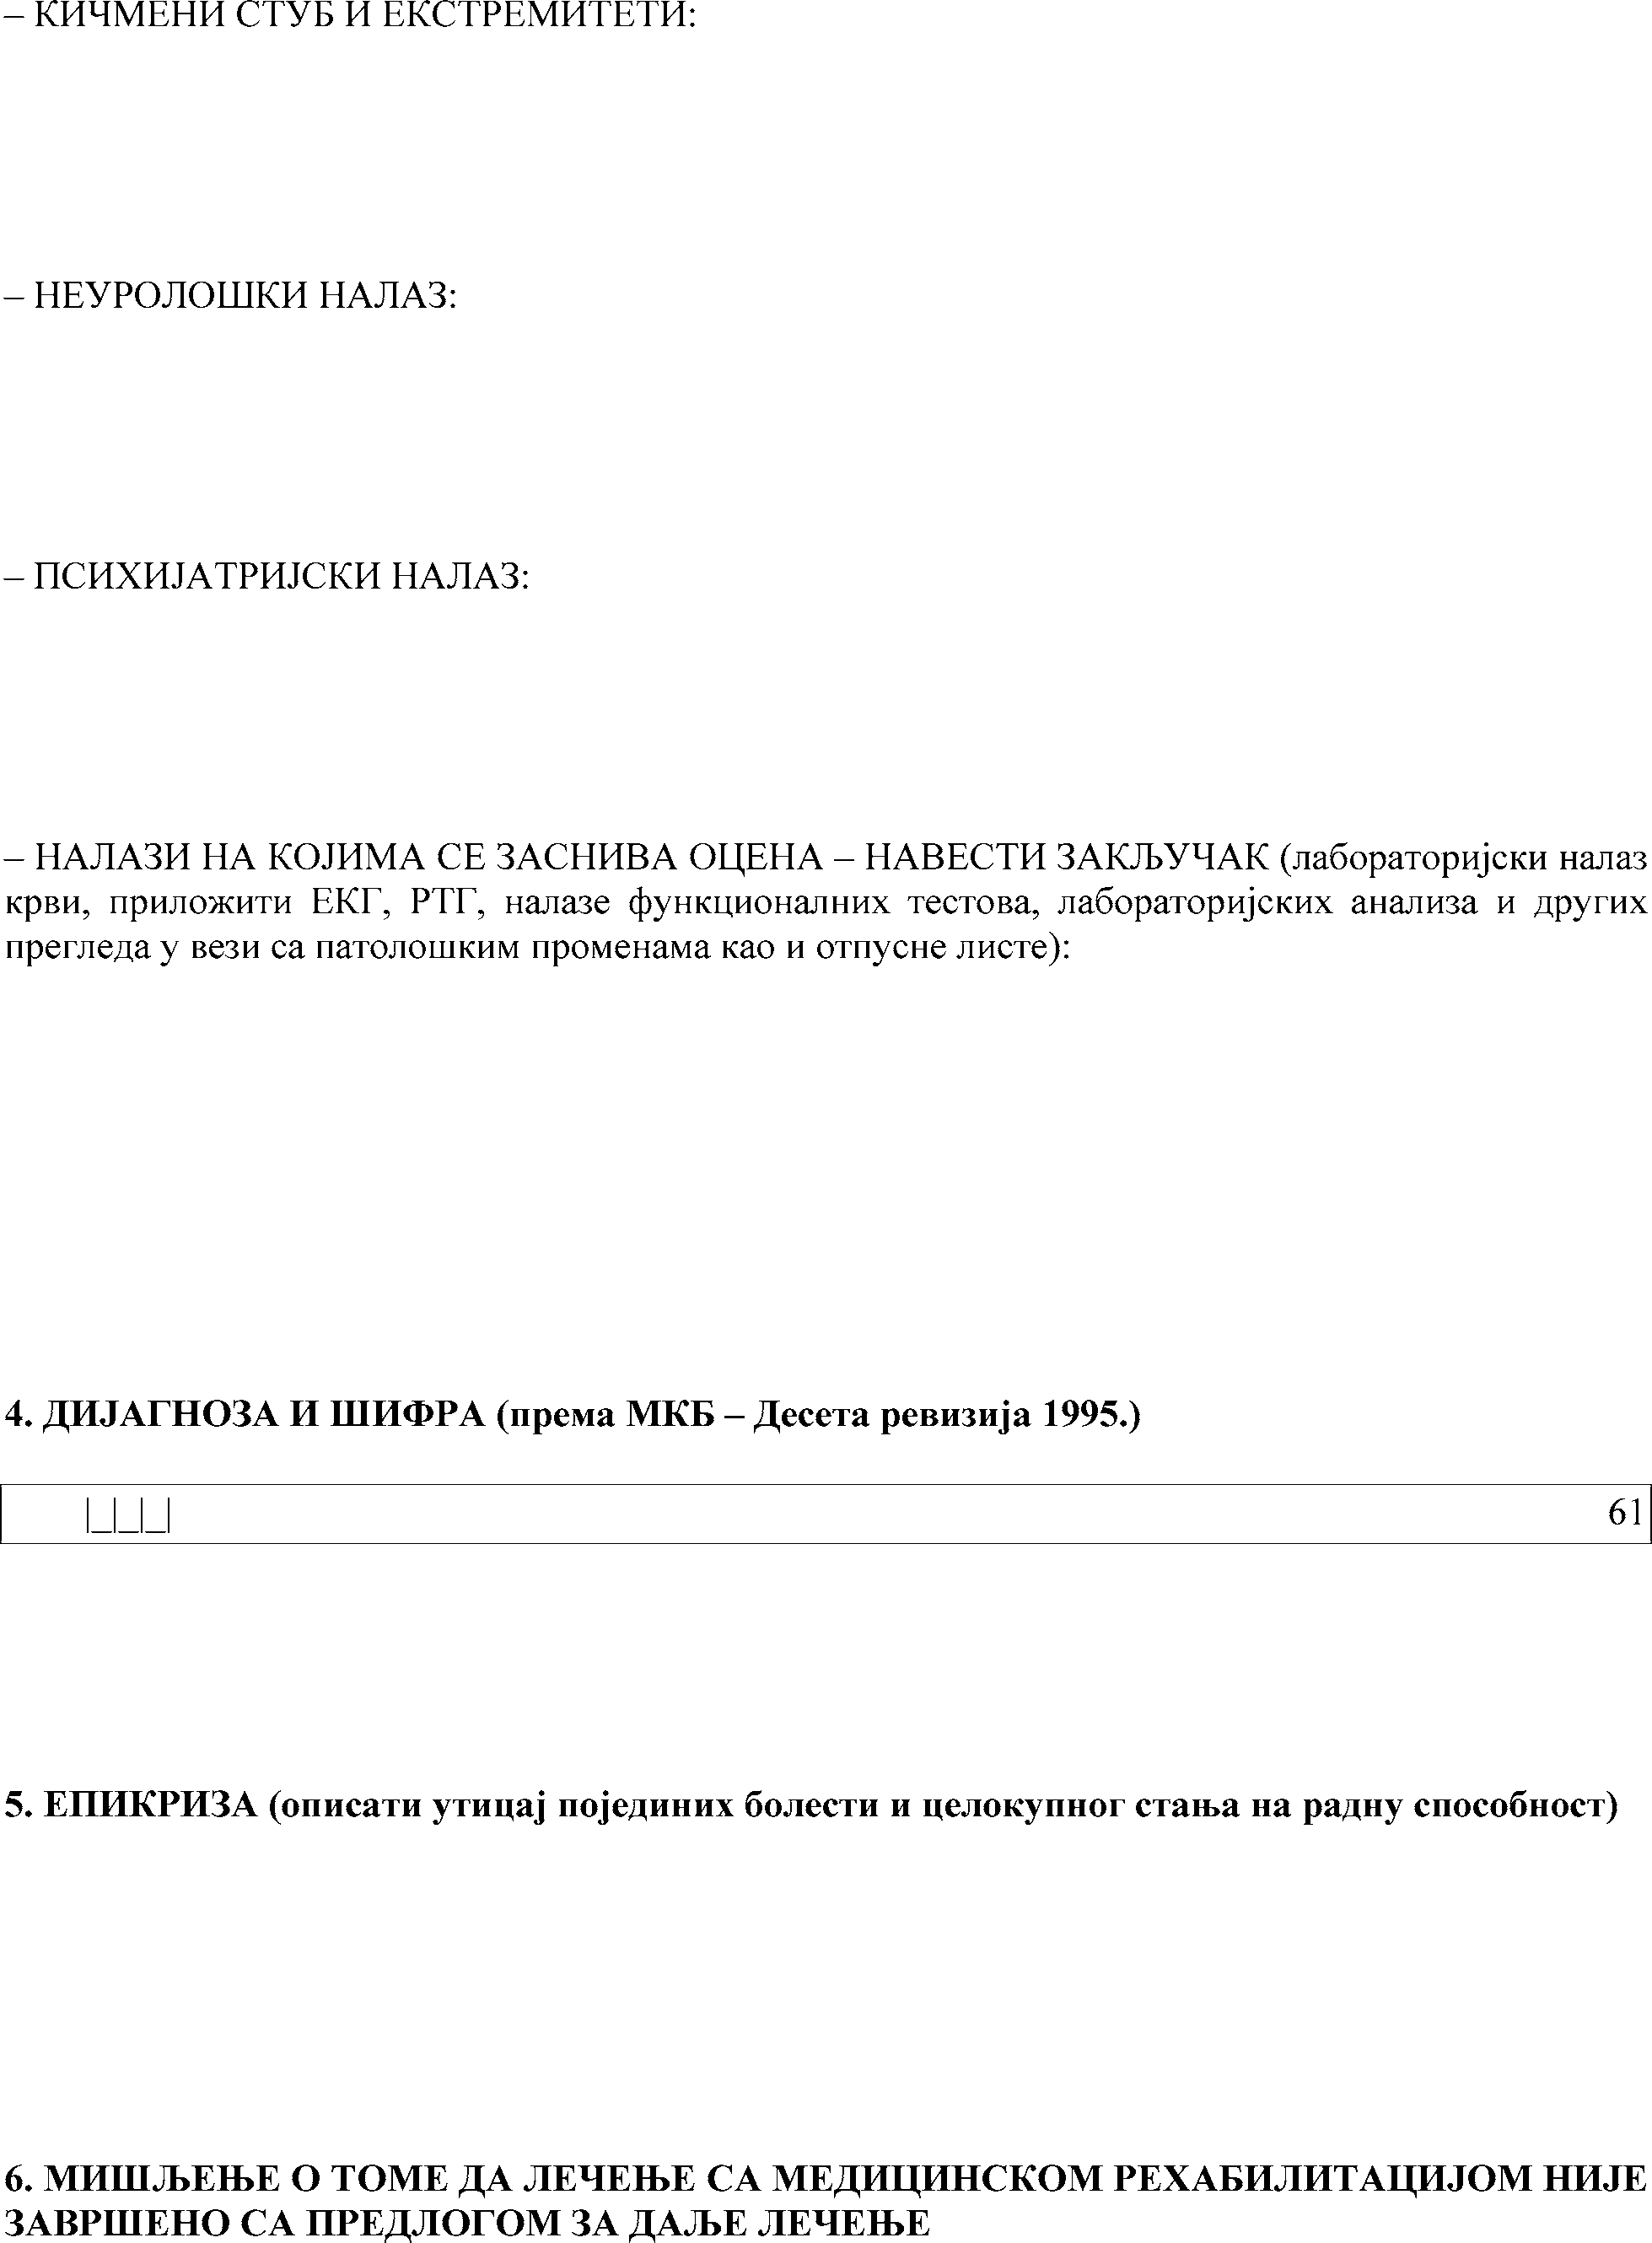 – КИЧМЕНИ СТУБ И ЕКСТРЕМИТЕТИ:
– НЕУРОЛОШКИ НАЛАЗ:
– ПСИХИЈАТРИЈСКИ НАЛАЗ:
– НАЛАЗИ НА КОЈИМА СЕ ЗАСНИВА ОЦЕНА – НАВЕСТИ ЗАКЉУЧАК (лабораторијски налаз
крви, приложити ЕКГ, РТГ, налазе функционалних тестова, лабораторијских анализа и других
прегледа у вези са патолошким променама као и отпусне листе):
4. ДИЈАГНОЗА И ШИФРА (према МКБ – Десета ревизија 1995.)
|_|_|_| 61
5. ЕПИКРИЗА (описати утицај појединих болести и целокупног стања на радну способност)
6. МИШЉЕЊЕ О ТОМЕ ДА ЛЕЧЕЊЕ СА МЕДИЦИНСКОМ РЕХАБИЛИТАЦИЈОМ НИЈЕ
ЗАВРШЕНО СА ПРЕДЛОГОМ ЗА ДАЉЕ ЛЕЧЕЊЕ